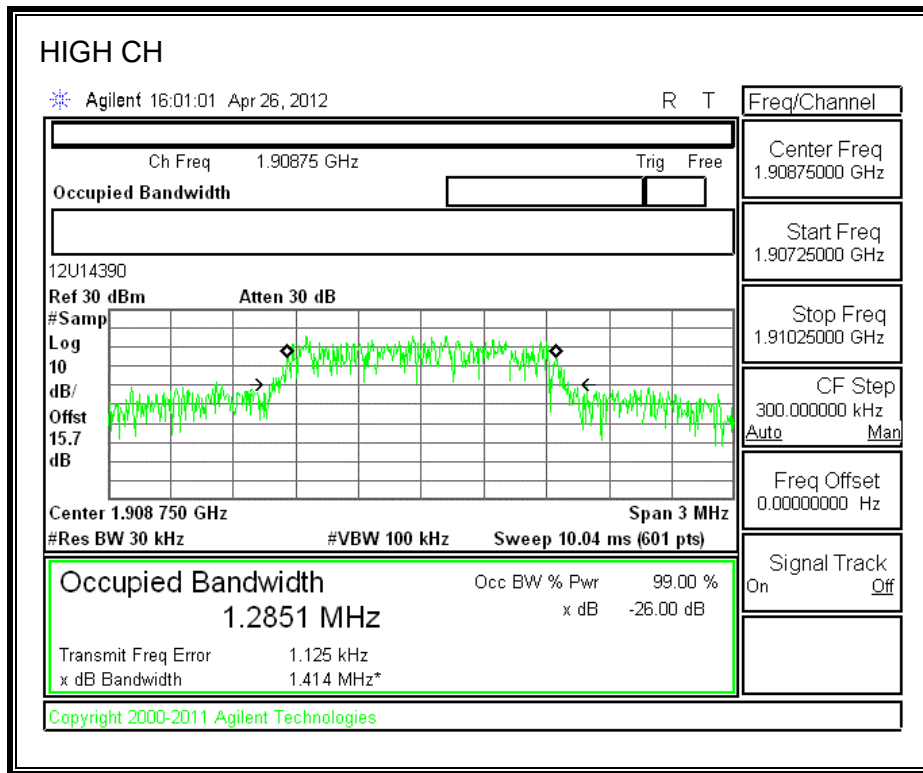 HIGH CH
Agilent 16:01:01 Apr 26, 2012 R T
Freq/Channel
Ch Freq 1.90875 GHz Trig Free
Occupied Bandwidth
Center Freq
1.90875000 GHz
Start Freq
1.90725000 GHz
12U14390
Ref 30 dBm Atten 30 dB
#Samp
Log
10
dB/
Offst
15.7
dB
Stop Freq
1.91025000 GHz
CF Step
300.000000 kHz
Auto Man
Freq Offset
0.00000000 Hz
Center 1.908 750 GHz Span 3 MHz
#Res BW 30 kHz #VBW 100 kHz Sweep 10.04 ms (601 pts)
Signal Track
On Off
Occupied Bandwidth Occ BW % Pwr 99.00 %
1.2851 MHz x dB -26.00 dB
Transmit Freq Error 1.125 kHz
x dB Bandwidth 1.414 MHz*
Copyright 2000-2011 Agilent Technologies